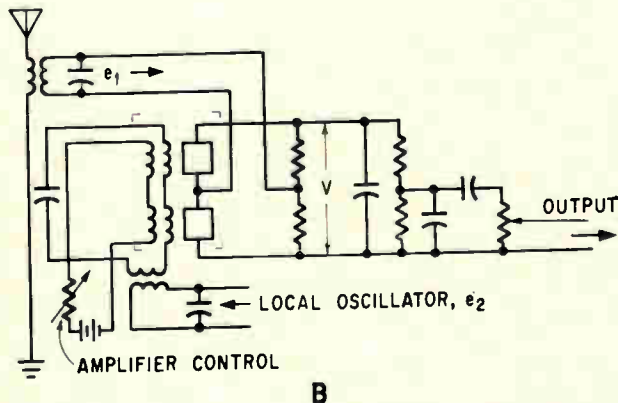 e₁
V
OUTPUT
LOCAL OSCILLATOR, e₂
AMPLIFIER CONTROL
B